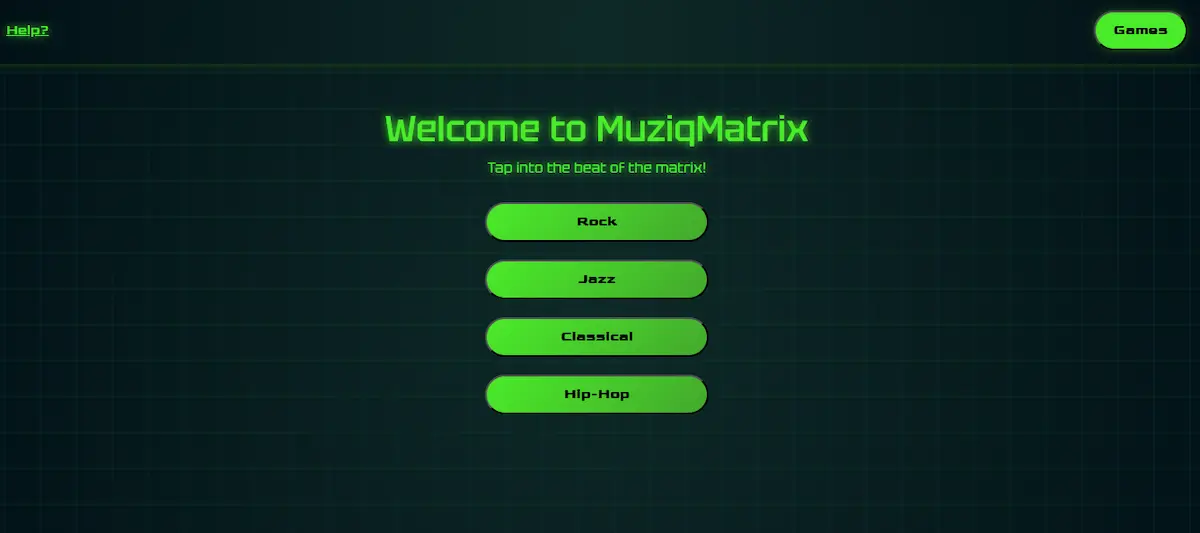 Help?
Games
Welcome to MuziqMatrix
Tap into the beat of the matrix!
Rock
Jazz
Classical
Hip-Hop